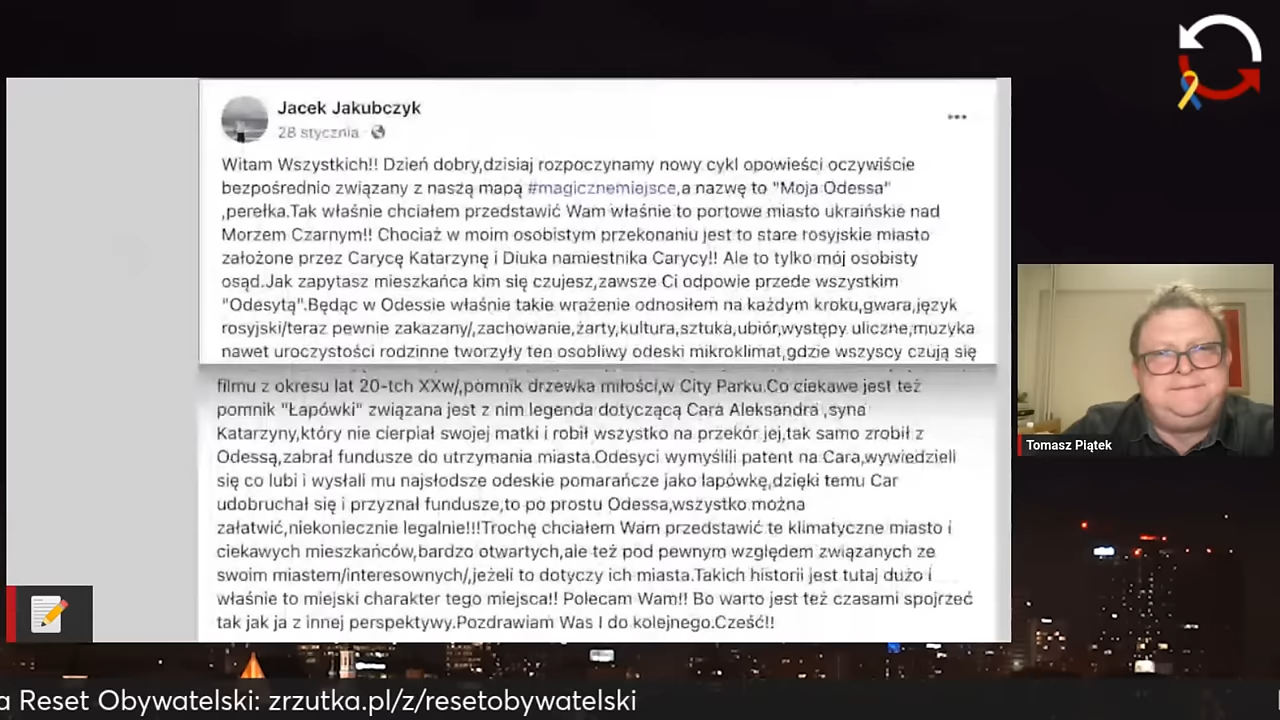 Jacek Jakubczyk
28 stycznia
Witam Wszystkich!! Dzień dobry,dzisiaj rozpoczynamy nowy cykl opowieści oczywiście
bezpośrednio związany z naszą mapą #magicznemiejsce,a nazwę to "Moja Odessa"
,perełka.Tak właśnie chciałem przedstawić Wam właśnie to portowe miasto ukraińskie nad
Morzem Czarnym!! Chociaż w moim osobistym przekonaniu jest to stare rosyjskie miasto
założone przez Carycę Katarzynę i Diuka namiestnika Carycy!! Ale to tylko mój osobisty
osąd.Jak zapytasz mieszkańca kim się czujesz,zawsze Ci odpowie przede wszystkim
"Odesytą".Będąc w Odessie właśnie takie wrażenie odnosiłem na każdym kroku,gwara,język
rosyjski/teraz pewnie zakazany/,zachowanie,żarty,kultura,sztuka,ubiór,występy uliczne,muzyka
nawet uroczystości rodzinne tworzyły ten osobliwy odeski mikroklimat,gdzie wszyscy czują się
filmu z okresu lat 20-tch XXw/,pomnik drzewka miłości,w City Parku.Co ciekawe jest też
pomnik "Łapówki" związana jest z nim legenda dotyczącą Cara Aleksandra ,syna
Katarzyny,który nie cierpiał swojej matki i robił wszystko na przekór jej,tak samo zrobił z
Odessą,zabrał fundusze do utrzymania miasta.Odesyci wymyślili patent na Cara,wywiedzieli
się co lubi i wysłali mu najsłodsze odeskie pomarańcze jako łapówkę,dzięki temu Car
udobruchał się i przyznał fundusze,to po prostu Odessa,wszystko można
załatwić,niekoniecznie legalnie!!!Trochę chciałem Wam przedstawić te klimatyczne miasto i
ciekawych mieszkańców,bardzo otwartych,ale też pod pewnym względem związanych ze
swoim miastem/interesownych/,jeżeli to dotyczy ich miasta.Takich historii jest tutaj dużo i
właśnie to miejski charakter tego miejsca!! Polecam Wam!! Bo warto jest też czasami spojrzeć
tak jak ja z innej perspektywy.Pozdrawiam Was I do kolejnego.Cześć!!
Tomasz Piątek
a Reset Obywatelski: zrzutka.pl/z/resetobywatelski